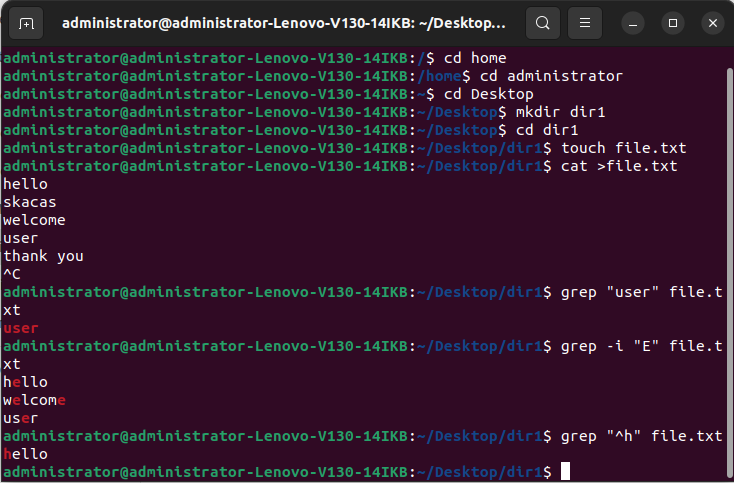 administrator@administrator-Lenovo-V130-14IKB: ~/Desktop...
administrator@administrator-Lenovo-V130-14IKB:/$ cd home
administrator@administrator-Lenovo-V130-14IKB:/home$ cd administrator
administrator@administrator-Lenovo-V130-14IKB:~$ cd Desktop
administrator@administrator-Lenovo-V130-14IKB:~/Desktop$ mkdir dir1
administrator@administrator-Lenovo-V130-14IKB:~/Desktop$ cd dir1
administrator@administrator-Lenovo-V130-14IKB:~/Desktop/dir1$ touch file.txt
administrator@administrator-Lenovo-V130-14IKB:~/Desktop/dir1$ cat >file.txt
hello
skacas
welcome
user
thank you
^C
administrator@administrator-Lenovo-V130-14IKB:~/Desktop/dir1$ grep "user" file.t
xt
user
administrator@administrator-Lenovo-V130-14IKB:~/Desktop/dir1$ grep -i "E" file.t
xt
hello
welcome
user
administrator@administrator-Lenovo-V130-14IKB:~/Desktop/dir1$ grep "^h" file.txt
hello
administrator@administrator-Lenovo-V130-14IKB:~/Desktop/dir1$